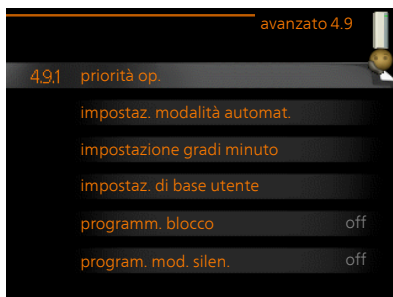 avanzato 4.9
4.9.1 priorità op.
impostaz. modalità automat.
impostazione gradi minuto
impostaz. di base utente
programm. blocco off
program. mod. silen. off